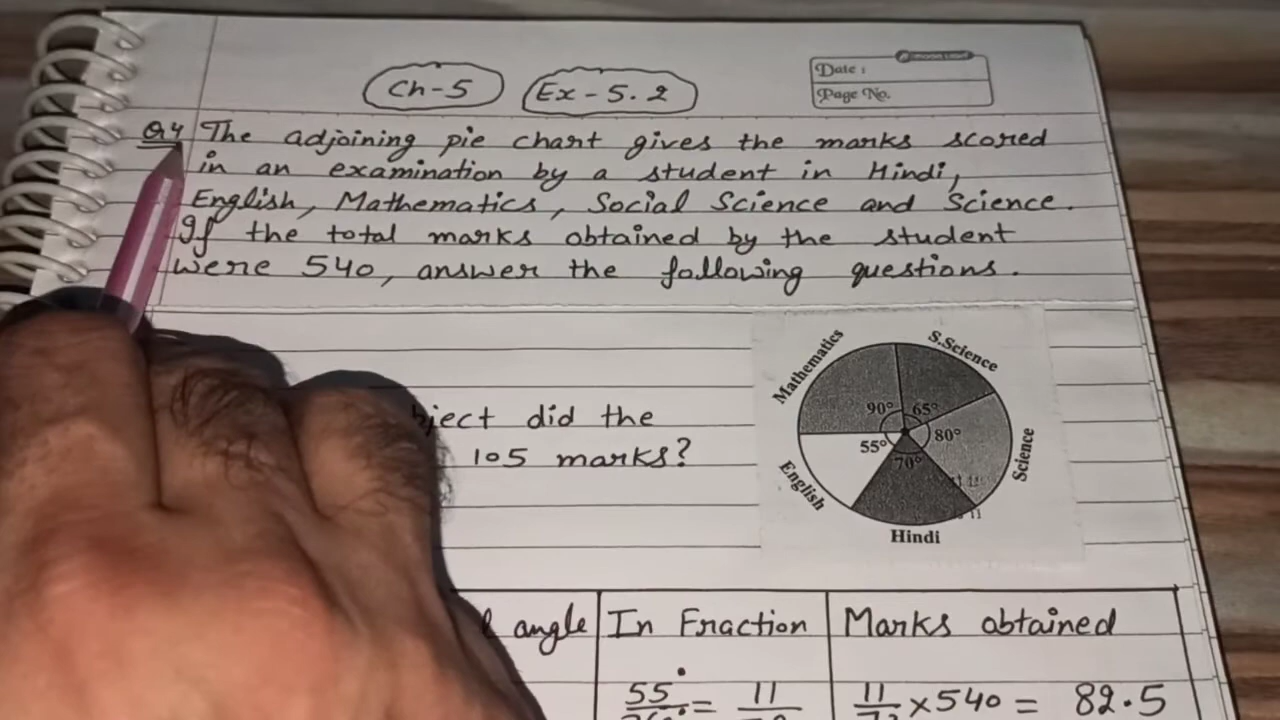 Ch-5
Ex-5.2
Date :
Page No.
Q4 The adjoining pie chart gives the marks scored
in an examination by a student in Hindi,
English, Mathematics, Social Science and Science.
If the total marks obtained by the student
were 540, answer the following questions.
did the
105 marks?
Mathematics
S.Science
90° 65°
80°
55°
70°
Science
English
Hindi
angle
In Fraction
Marks obtained
55° = 11
11 × 540 = 82.5